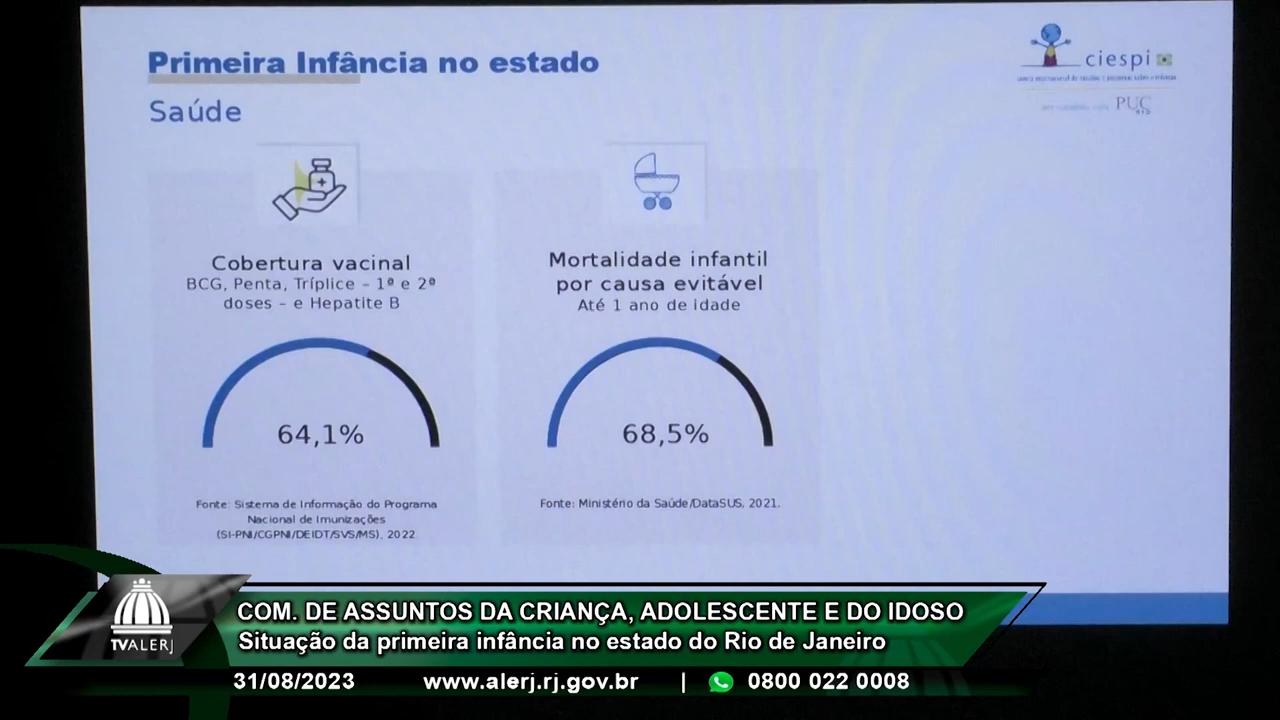 Primeira Infância no estado
Saúde
ciespi
PUC
RIO
Cobertura vacinal
BCG, Penta, Tríplice – 1ª e 2ª
doses – e Hepatite B
64,1%
Fonte: Sistema de Informação do Programa
Nacional de Imunizações
(SI-PNI/CGPNI/DEIDT/SVS/MS), 2022.
Mortalidade infantil
por causa evitável
Até 1 ano de idade
68,5%
Fonte: Ministério da Saúde/DataSUS, 2021.
TVALERJ
COM. DE ASSUNTOS DA CRIANÇA, ADOLESCENTE E DO IDOSO
Situação da primeira infância no estado do Rio de Janeiro
31/08/2023 www.alerj.rj.gov.br | 0800 022 0008